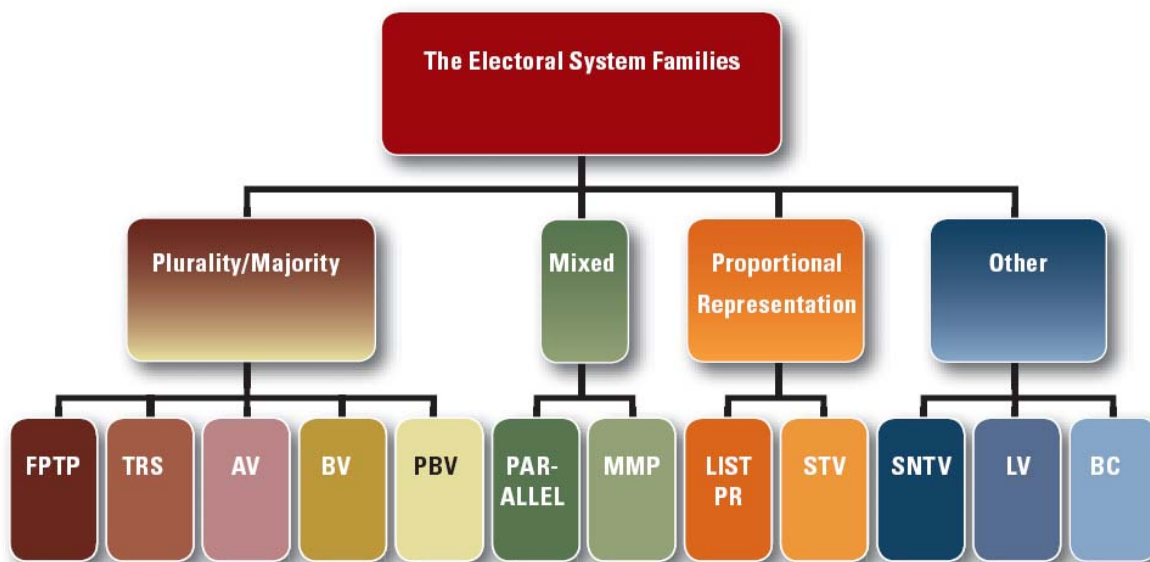 The Electoral System Families
Plurality/Majority
Mixed
Proportional
Representation
Other
FPTP
TRS
AV
BV
PBV
PAR-
ALLEL
MMP
LIST
PR
STV
SNTV
LV
BC